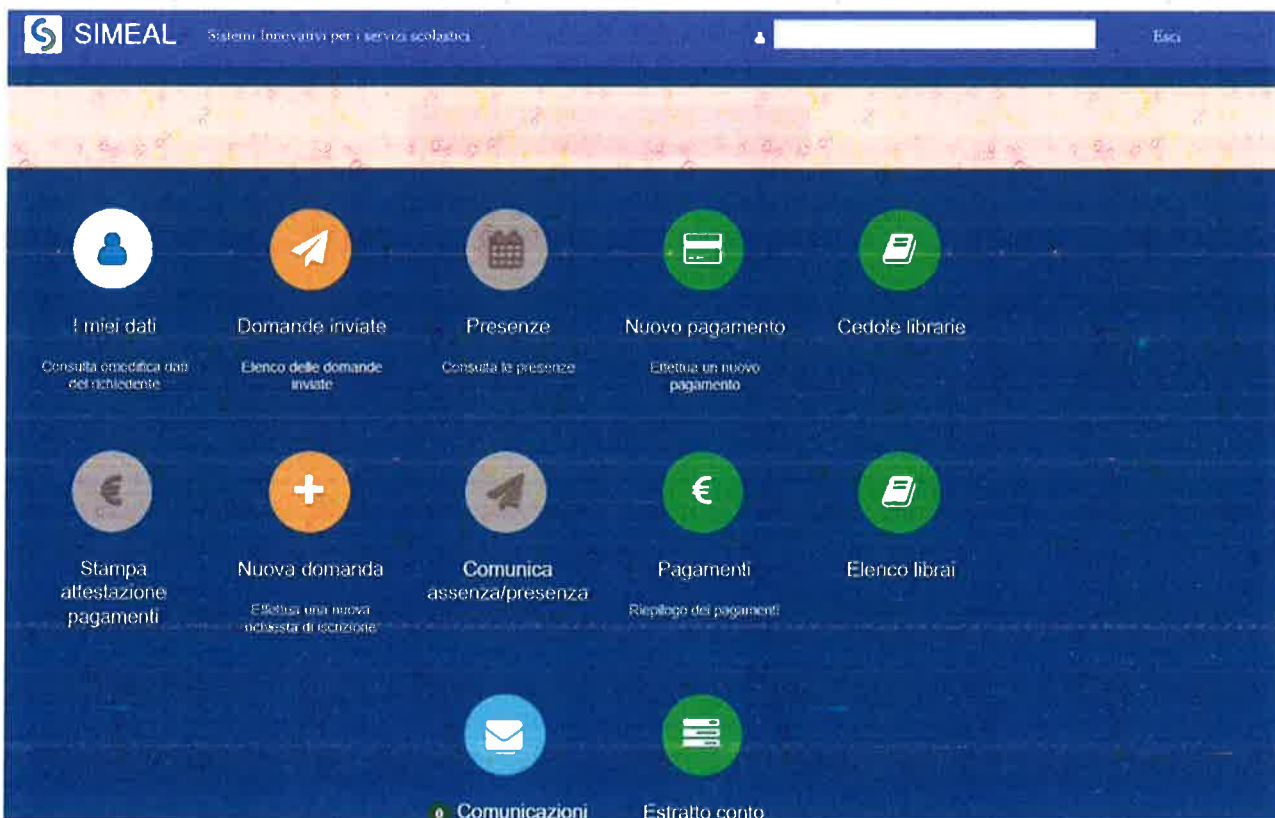 SIMEAL Sistemi Innovativi per i servizi scolastici Esci
I miei dati
Consulta o modifica dati
del richiedente
Domande inviate
Elenco delle domande
inviate
Presenze
Consulta le presenze
Nuovo pagamento
Effettua un nuovo
pagamento
Cedole librarie
Stampa
attestazione
pagamenti
Nuova domanda
Effettua una nuova
richiesta di iscrizione
Comunica
assenza/presenza
Pagamenti
Riepilogo dei pagamenti
Elenco librai
0 Comunicazioni
Estratto conto